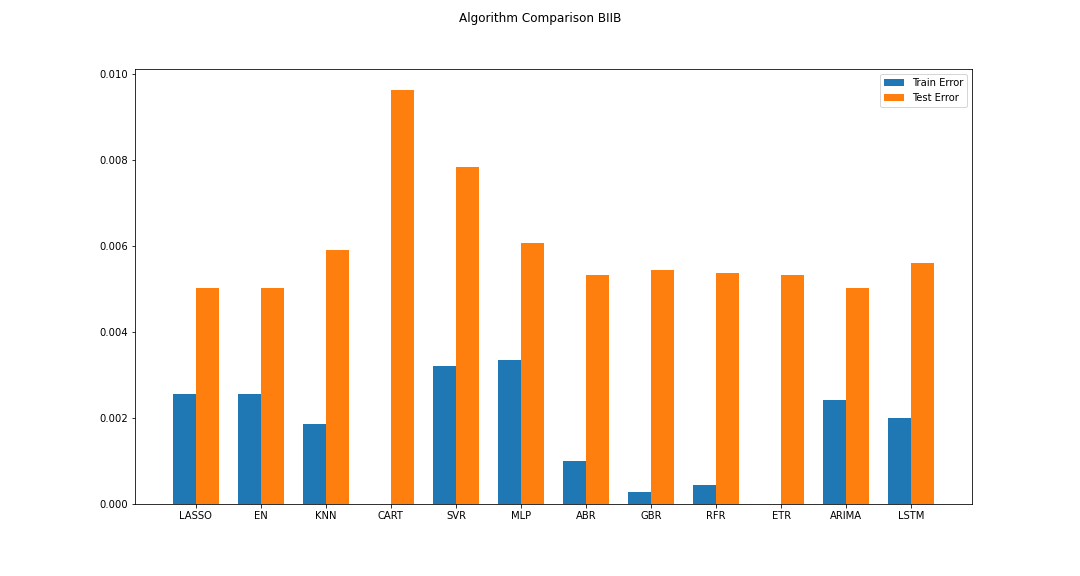 Algorithm Comparison BIIB
Train Error
Test Error
0.010
0.008
0.006
0.004
0.002
0.000
LASSO EN KNN CART SVR MLP ABR GBR RFR ETR ARIMA LSTM